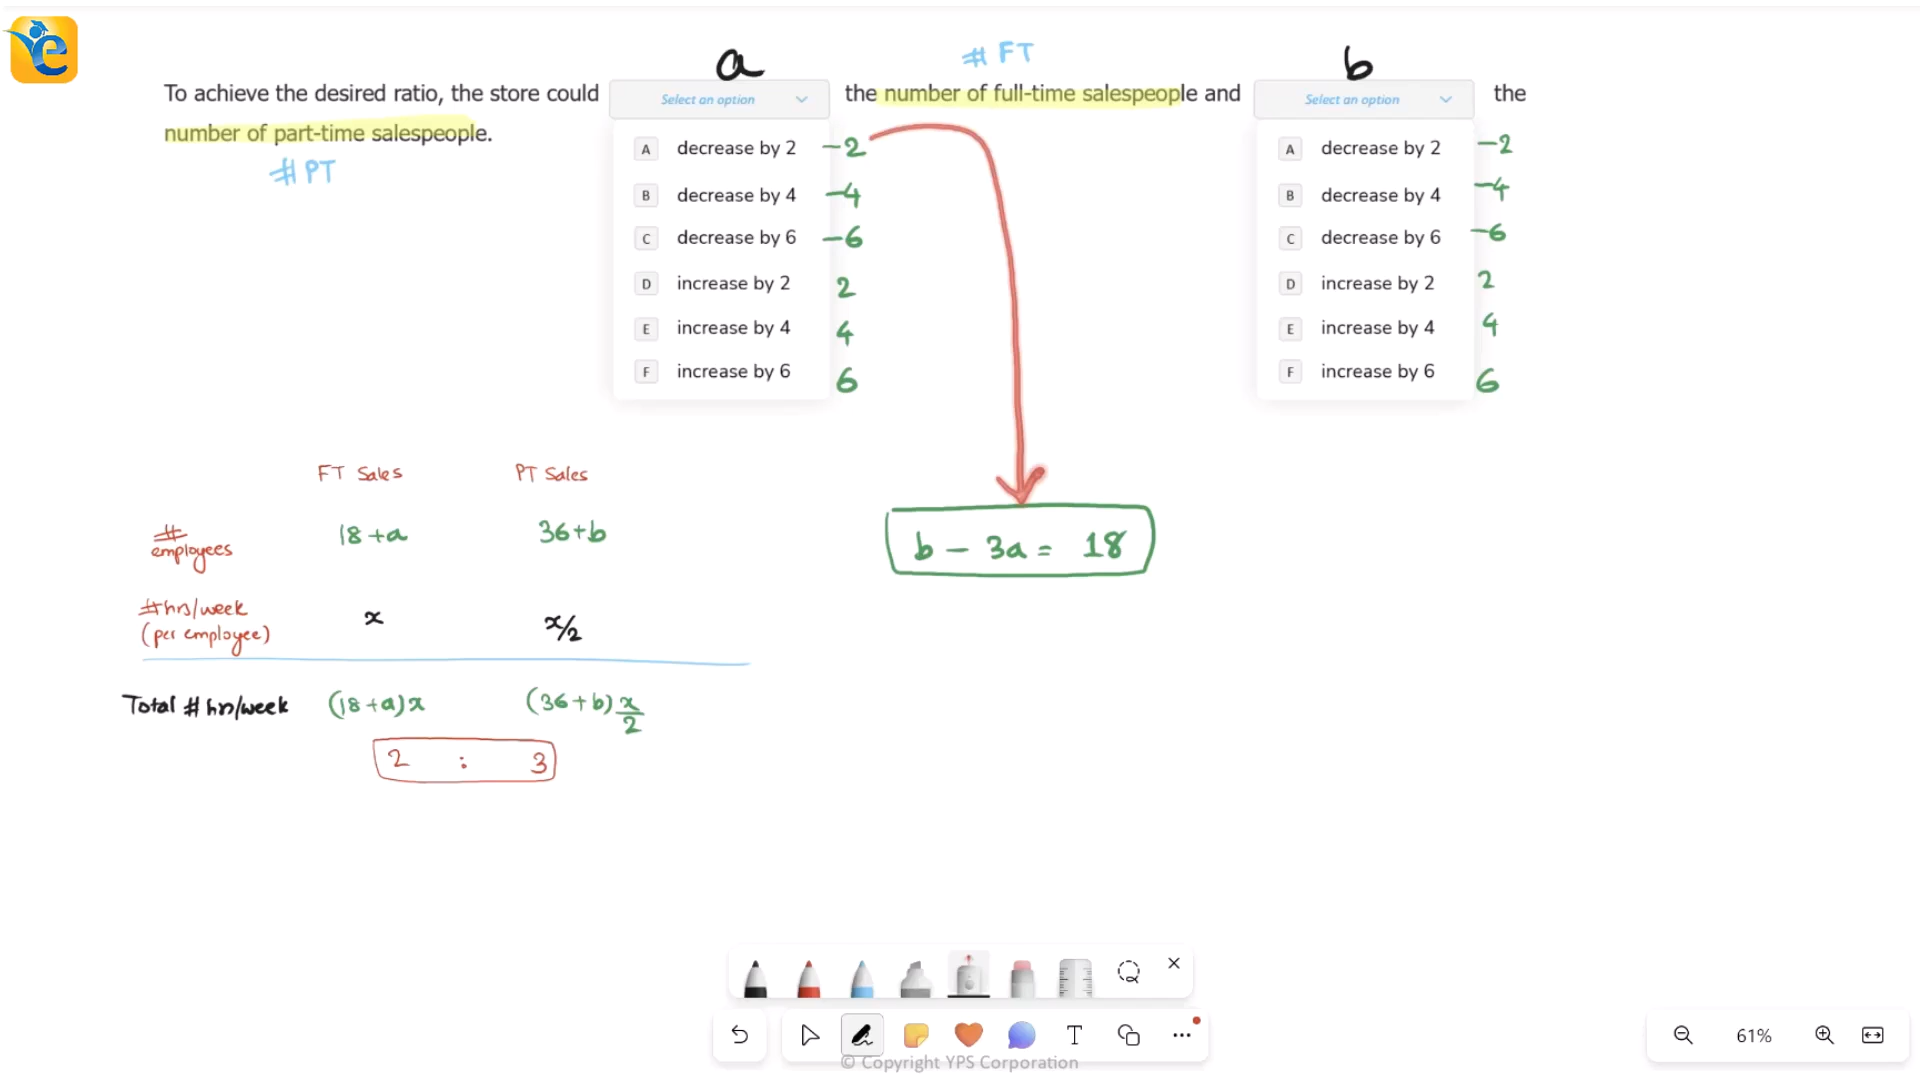 e
a
# FT
b
To achieve the desired ratio, the store could Select an option the number of full-time salespeople and Select an option the
number of part-time salespeople.
# PT
A decrease by 2 -2
B decrease by 4 -4
C decrease by 6 -6
D increase by 2 2
E increase by 4 4
F increase by 6 6
A decrease by 2 -2
B decrease by 4 -4
C decrease by 6 -6
D increase by 2 2
E increase by 4 4
F increase by 6 6
FT Sales PT Sales
# employees 18+a 36+b
#hrs/week
(per employee) x x/2
Total # hrs/week (18+a)x (36+b)x/2
2 : 3
b - 3a = 18
T
61%
© Copyright YPS Corporation